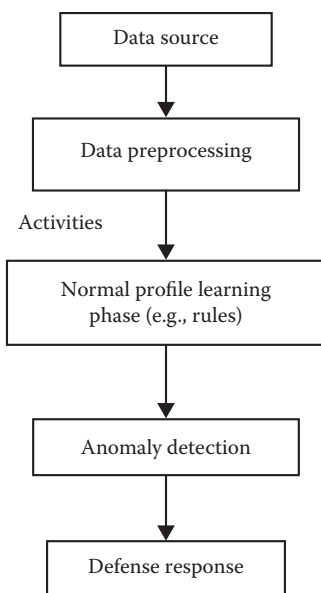 Data source
Data preprocessing
Activities
Normal profile learning
phase (e.g., rules)
Anomaly detection
Defense response